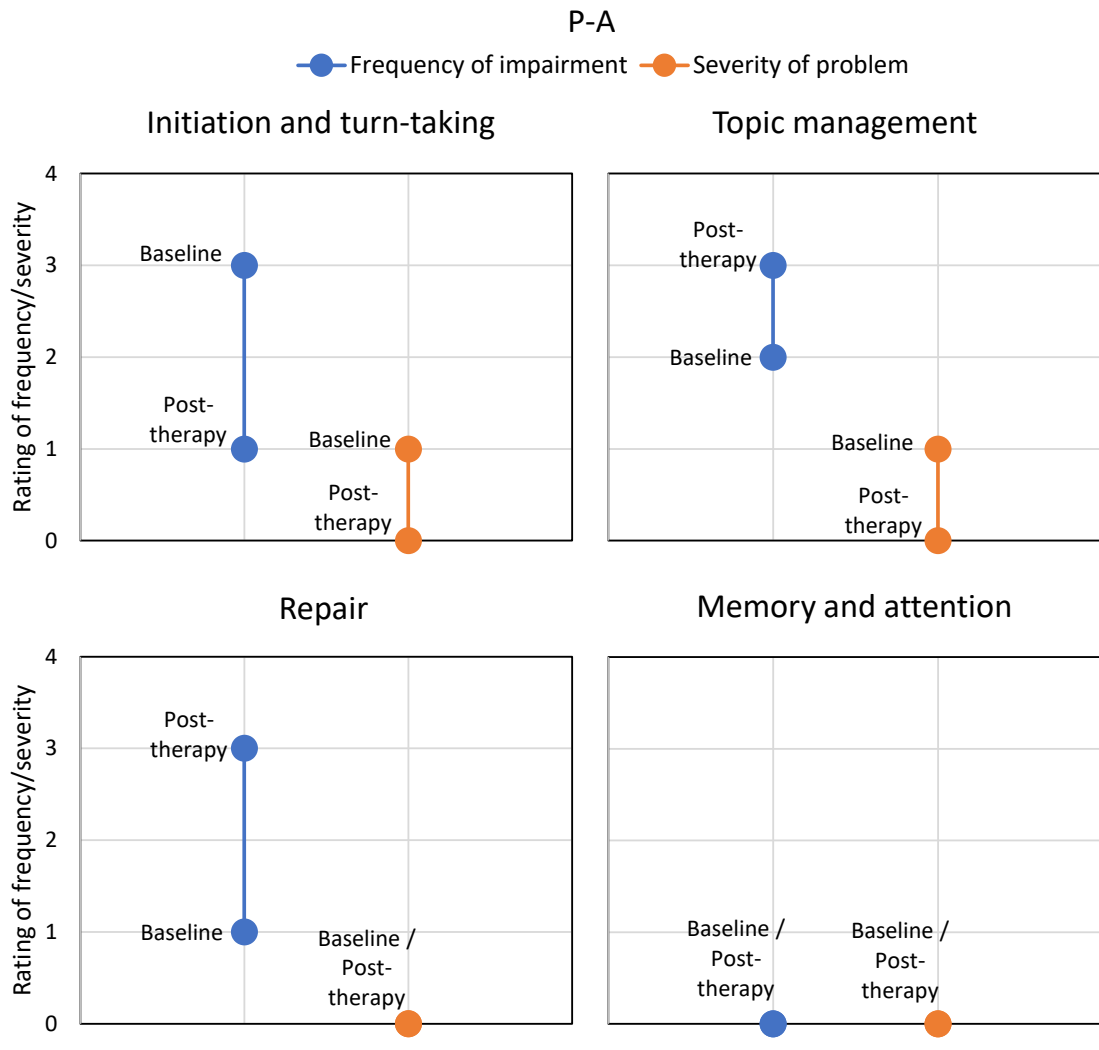 P-A
Frequency of impairment Severity of problem
Initiation and turn-taking
Rating of frequency/severity
4
3
2
1
0
Baseline
Post-
therapy
Baseline
Post-
therapy
Topic management
Post-
therapy
Baseline
Baseline
Post-
therapy
Repair
Rating of frequency/severity
4
3
2
1
0
Post-
therapy
Baseline
Baseline /
Post-
therapy
Memory and attention
Baseline /
Post-
therapy
Baseline /
Post-
therapy